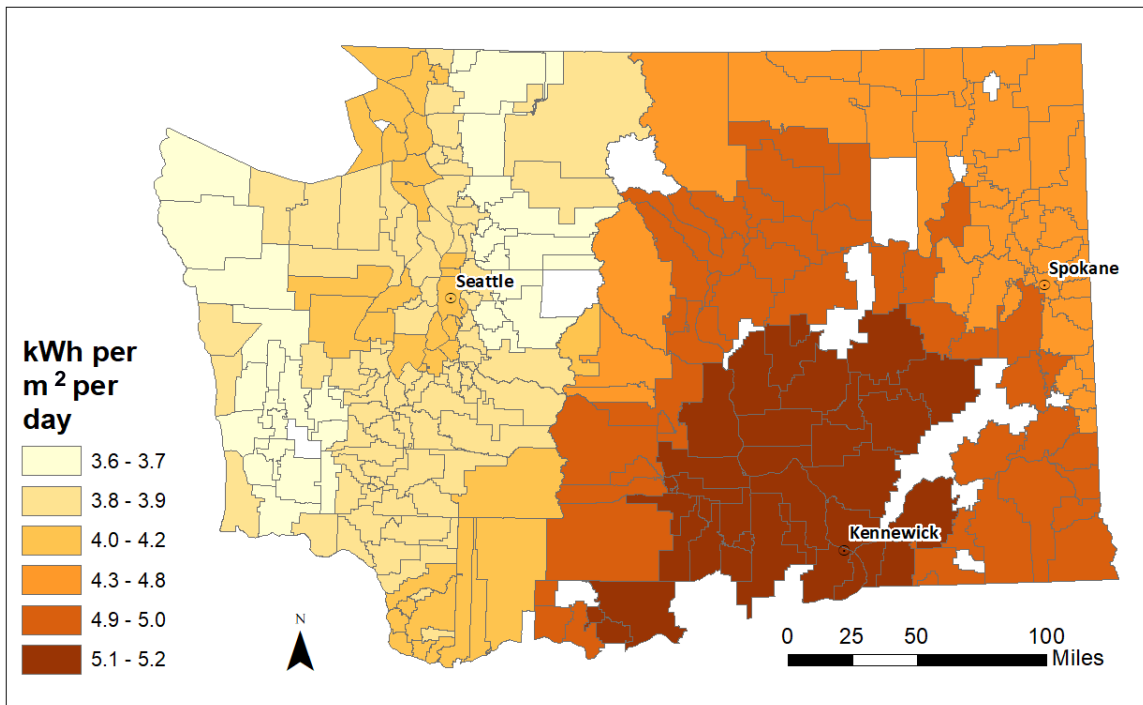 Seattle
Spokane
Kennewick
kWh per
m² per
day
3.6 - 3.7
3.8 - 3.9
4.0 - 4.2
4.3 - 4.8
4.9 - 5.0
5.1 - 5.2
N
0 25 50 100
Miles